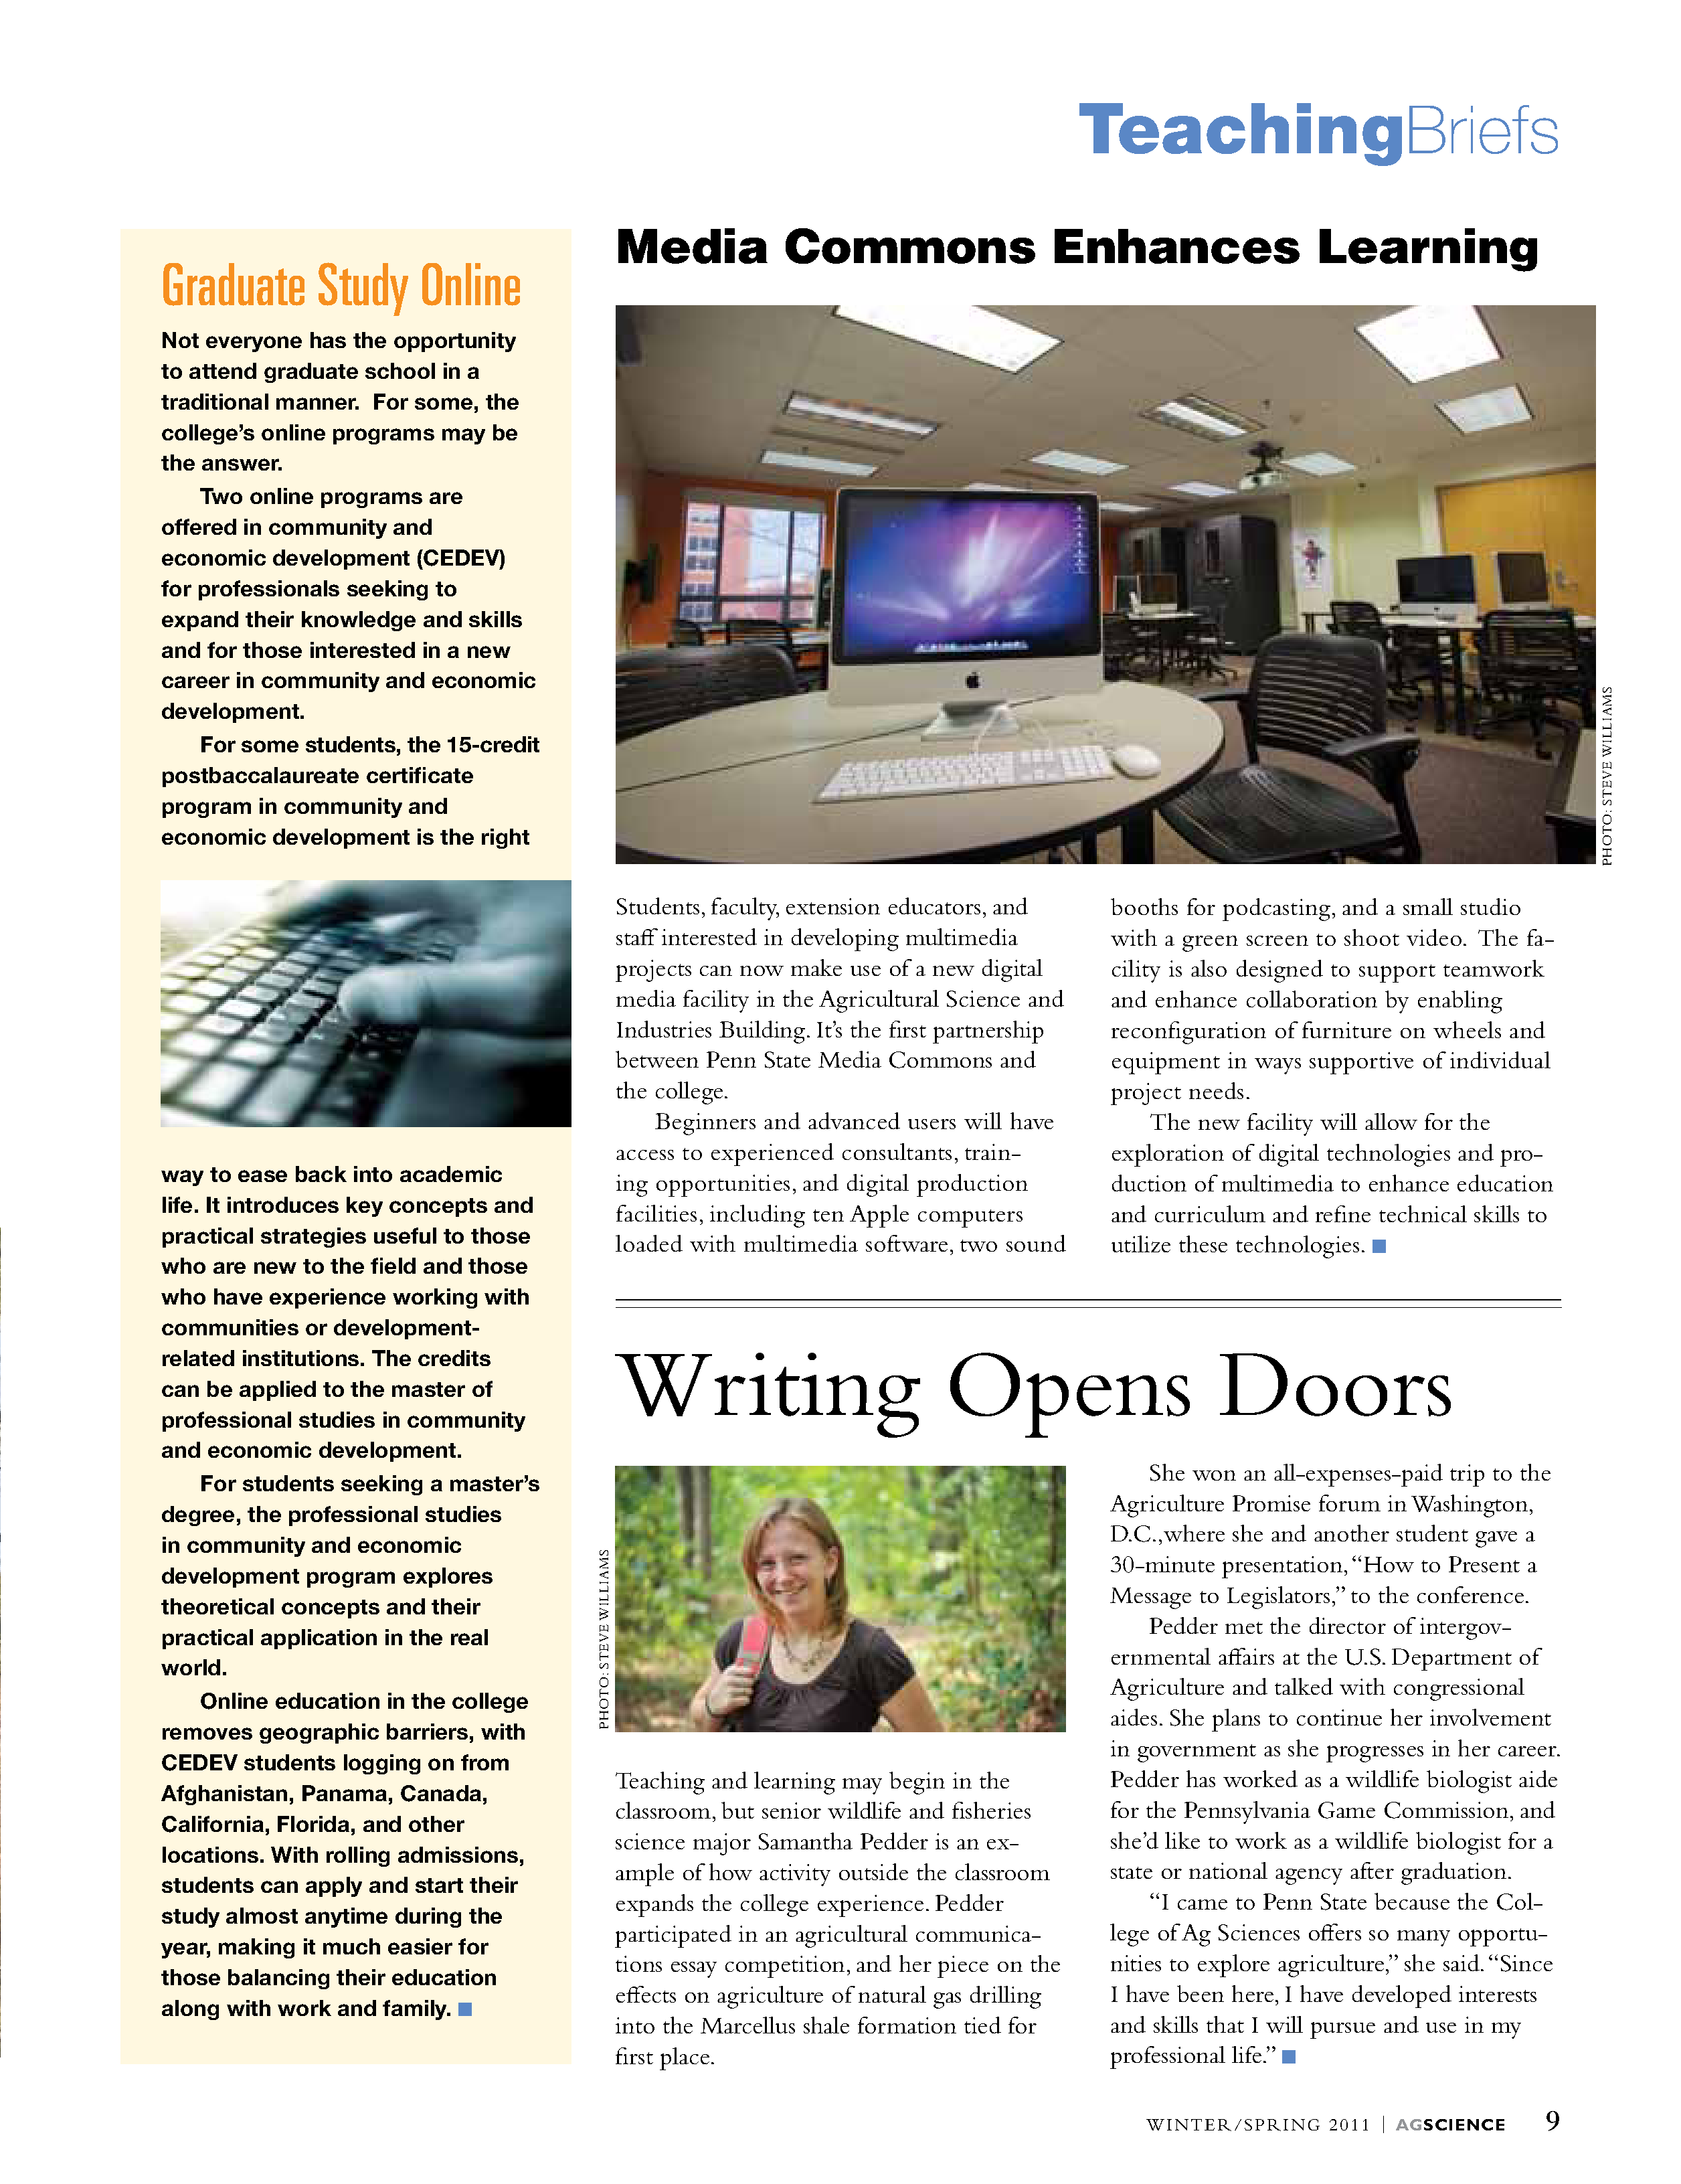 TeachingBriefs
Graduate Study Online
Not everyone has the opportunity
to attend graduate school in a
traditional manner.  For some, the
college’s online programs may be
the answer.
Two online programs are
offered in community and
economic development (CEDEV)
for professionals seeking to
expand their knowledge and skills
and for those interested in a new
career in community and economic
development.
For some students, the 15-credit
postbaccalaureate certificate
program in community and
economic development is the right
way to ease back into academic
life. It introduces key concepts and
practical strategies useful to those
who are new to the field and those
who have experience working with
communities or development-
related institutions. The credits
can be applied to the master of
professional studies in community
and economic development.
For students seeking a master’s
degree, the professional studies
in community and economic
development program explores
theoretical concepts and their
practical application in the real
world.
Online education in the college
removes geographic barriers, with
CEDEV students logging on from
Afghanistan, Panama, Canada,
California, Florida, and other
locations. With rolling admissions,
students can apply and start their
study almost anytime during the
year, making it much easier for
those balancing their education
along with work and family.
Media Commons Enhances Learning
PHOTO: STEVE WILLIAMS
Students, faculty, extension educators, and
staff interested in developing multimedia
projects can now make use of a new digital
media facility in the Agricultural Science and
Industries Building. It’s the first partnership
between Penn State Media Commons and
the college.
Beginners and advanced users will have
access to experienced consultants, train-
ing opportunities, and digital production
facilities, including ten Apple computers
loaded with multimedia software, two sound
booths for podcasting, and a small studio
with a green screen to shoot video. The fa-
cility is also designed to support teamwork
and enhance collaboration by enabling
reconfiguration of furniture on wheels and
equipment in ways supportive of individual
project needs.
The new facility will allow for the
exploration of digital technologies and pro-
duction of multimedia to enhance education
and curriculum and refine technical skills to
utilize these technologies.
Writing Opens Doors
PHOTO: STEVE WILLIAMS
Teaching and learning may begin in the
classroom, but senior wildlife and fisheries
science major Samantha Pedder is an ex-
ample of how activity outside the classroom
expands the college experience. Pedder
participated in an agricultural communica-
tions essay competition, and her piece on the
effects on agriculture of natural gas drilling
into the Marcellus shale formation tied for
first place.
She won an all-expenses-paid trip to the
Agriculture Promise forum in Washington,
D.C.,where she and another student gave a
30-minute presentation, “How to Present a
Message to Legislators,” to the conference.
Pedder met the director of intergov-
ernmental affairs at the U.S. Department of
Agriculture and talked with congressional
aides. She plans to continue her involvement
in government as she progresses in her career.
Pedder has worked as a wildlife biologist aide
for the Pennsylvania Game Commission, and
she’d like to work as a wildlife biologist for a
state or national agency after graduation.
“I came to Penn State because the Col-
lege of Ag Sciences offers so many opportu-
nities to explore agriculture,” she said. “Since
I have been here, I have developed interests
and skills that I will pursue and use in my
professional life.”
WINTER/SPRING 2011 | AGSCIENCE 9